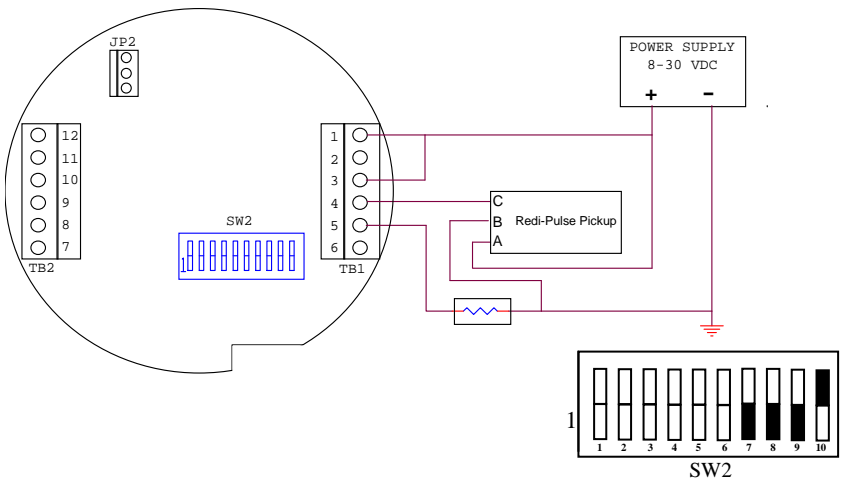 JP2
POWER SUPPLY
8-30 VDC
+ −
12
11
10
9
8
7
TB2
SW2
1
1
2
3
4
5
6
TB1
C
B
A
Redi-Pulse Pickup
1
1 2 3 4 5 6 7 8 9 10
SW2